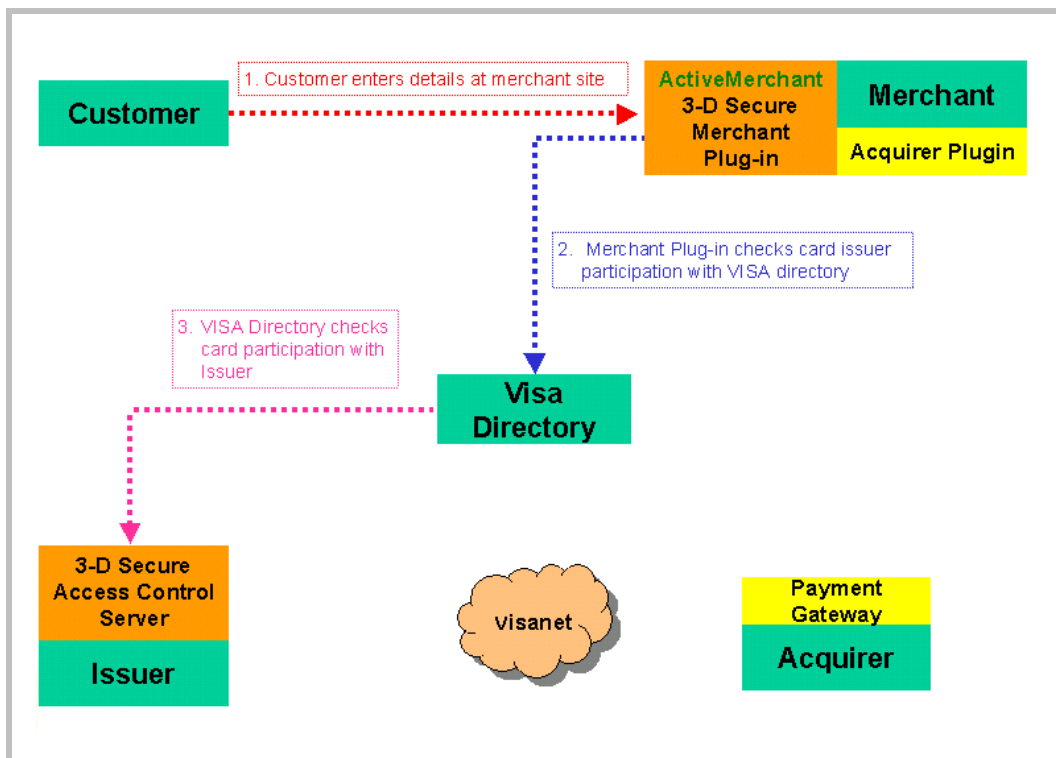 1. Customer enters details at merchant site
Customer
ActiveMerchant
3-D Secure
Merchant
Plug-in
Merchant
Acquirer Plugin
2. Merchant Plug-in checks card issuer
participation with VISA directory
3. VISA Directory checks
card participation with
Issuer
Visa
Directory
3-D Secure
Access Control
Server
Issuer
Visanet
Payment
Gateway
Acquirer